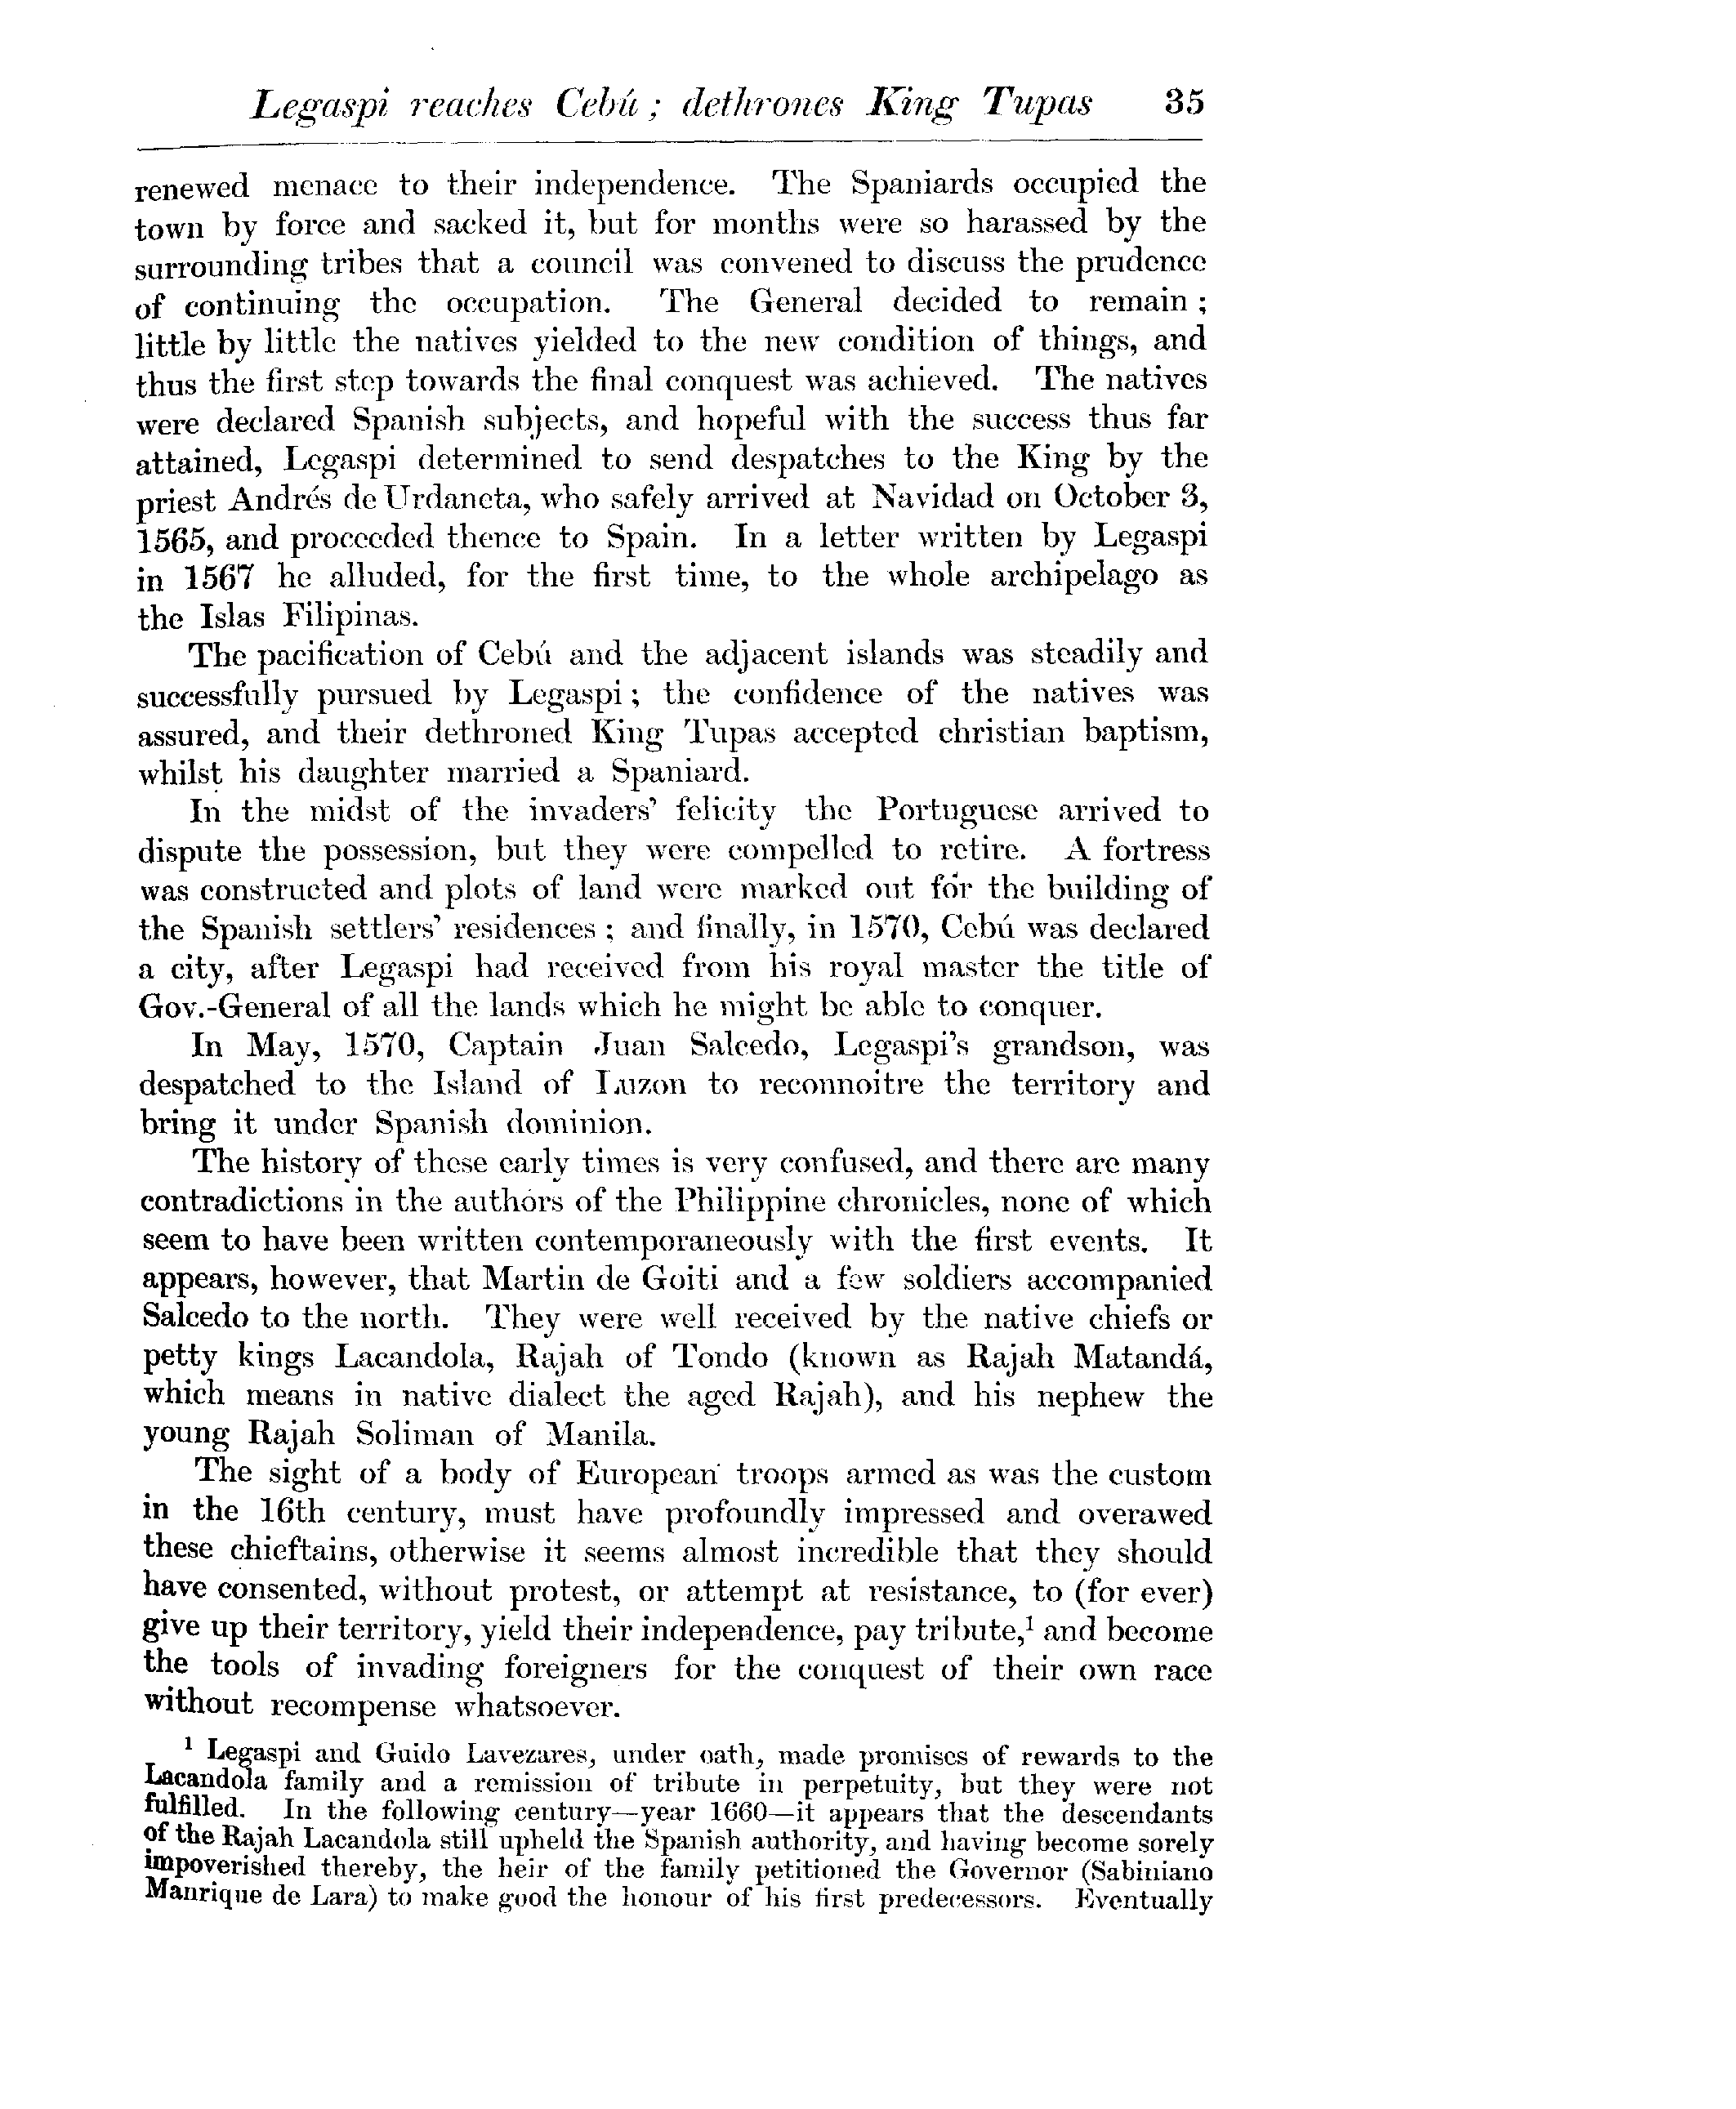 Legaspi reaches Cebú ; dethrones King Tupas 35
renewed menace to their independence. The Spaniards occupied the
town by force and sacked it, but for months were so harassed by the
surrounding tribes that a council was convened to discuss the prudence
of continuing the occupation. The General decided to remain ;
little by little the natives yielded to the new condition of things, and
thus the first step towards the final conquest was achieved. The natives
were declared Spanish subjects, and hopeful with the success thus far
attained, Legaspi determined to send despatches to the King by the
priest Andrés de Urdaneta, who safely arrived at Navidad on October 3,
1565, and proceeded thence to Spain. In a letter written by Legaspi
in 1567 he alluded, for the first time, to the whole archipelago as
the Islas Filipinas.
The pacification of Cebú and the adjacent islands was steadily and
successfully pursued by Legaspi ; the confidence of the natives was
assured, and their dethroned King Tupas accepted christian baptism,
whilst his daughter married a Spaniard.
In the midst of the invaders' felicity the Portuguese arrived to
dispute the possession, but they were compelled to retire. A fortress
was constructed and plots of land were marked out for the building of
the Spanish settlers' residences ; and finally, in 1570, Cebú was declared
a city, after Legaspi had received from his royal master the title of
Gov.-General of all the lands which he might be able to conquer.
In May, 1570, Captain Juan Salcedo, Legaspi's grandson, was
despatched to the Island of Luzon to reconnoitre the territory and
bring it under Spanish dominion.
The history of these early times is very confused, and there are many
contradictions in the authors of the Philippine chronicles, none of which
seem to have been written contemporaneously with the first events. It
appears, however, that Martin de Goiti and a few soldiers accompanied
Salcedo to the north. They were well received by the native chiefs or
petty kings Lacandola, Rajah of Tondo (known as Rajah Matandá,
which means in native dialect the aged Rajah), and his nephew the
young Rajah Soliman of Manila.
The sight of a body of European troops armed as was the custom
in the 16th century, must have profoundly impressed and overawed
these chieftains, otherwise it seems almost incredible that they should
have consented, without protest, or attempt at resistance, to (for ever)
give up their territory, yield their independence, pay tribute,¹ and become
the tools of invading foreigners for the conquest of their own race
without recompense whatsoever.
¹ Legaspi and Guido Lavezares, under oath, made promises of rewards to the
Lacandola family and a remission of tribute in perpetuity, but they were not
fulfilled. In the following century—year 1660—it appears that the descendants
of the Rajah Lacandola still upheld the Spanish authority, and having become sorely
impoverished thereby, the heir of the family petitioned the Governor (Sabiniano
Manrique de Lara) to make good the honour of his first predecessors. Eventually